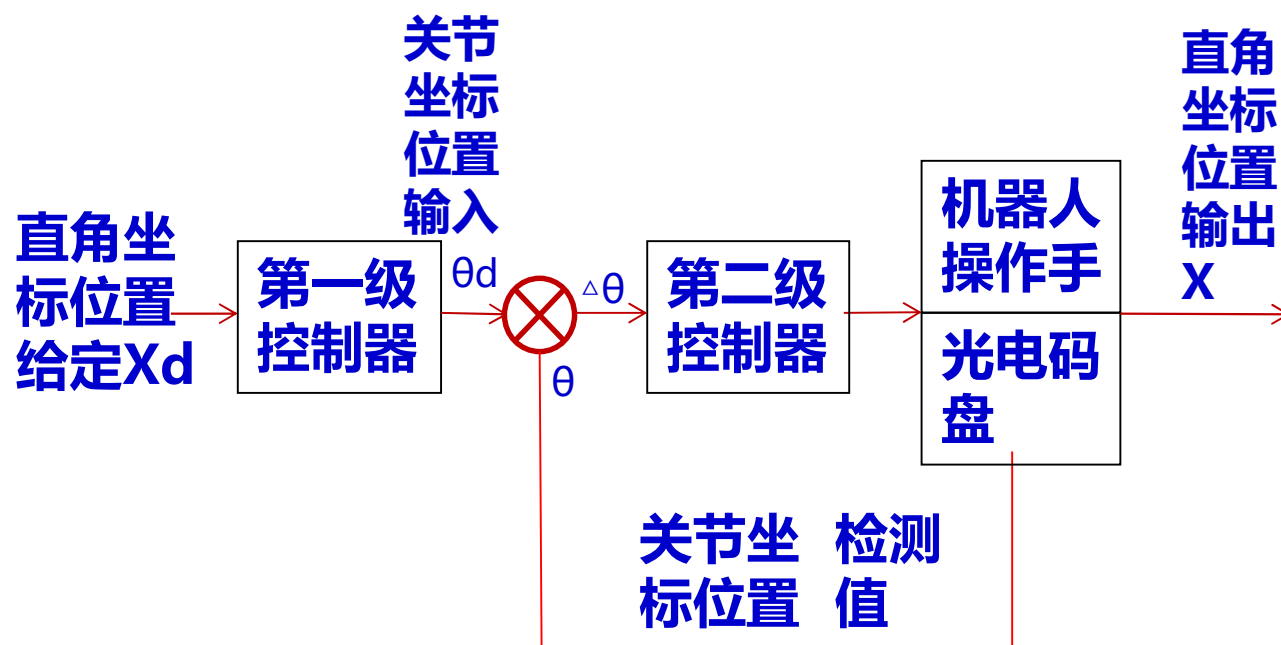 直角坐
标位置
给定Xd
第一级
控制器
关节
坐标
位置
输入
θd
θ
△θ
第二级
控制器
机器人
操作手
光电码
盘
直角
坐标
位置
输出
X
关节坐 检测
标位置 值